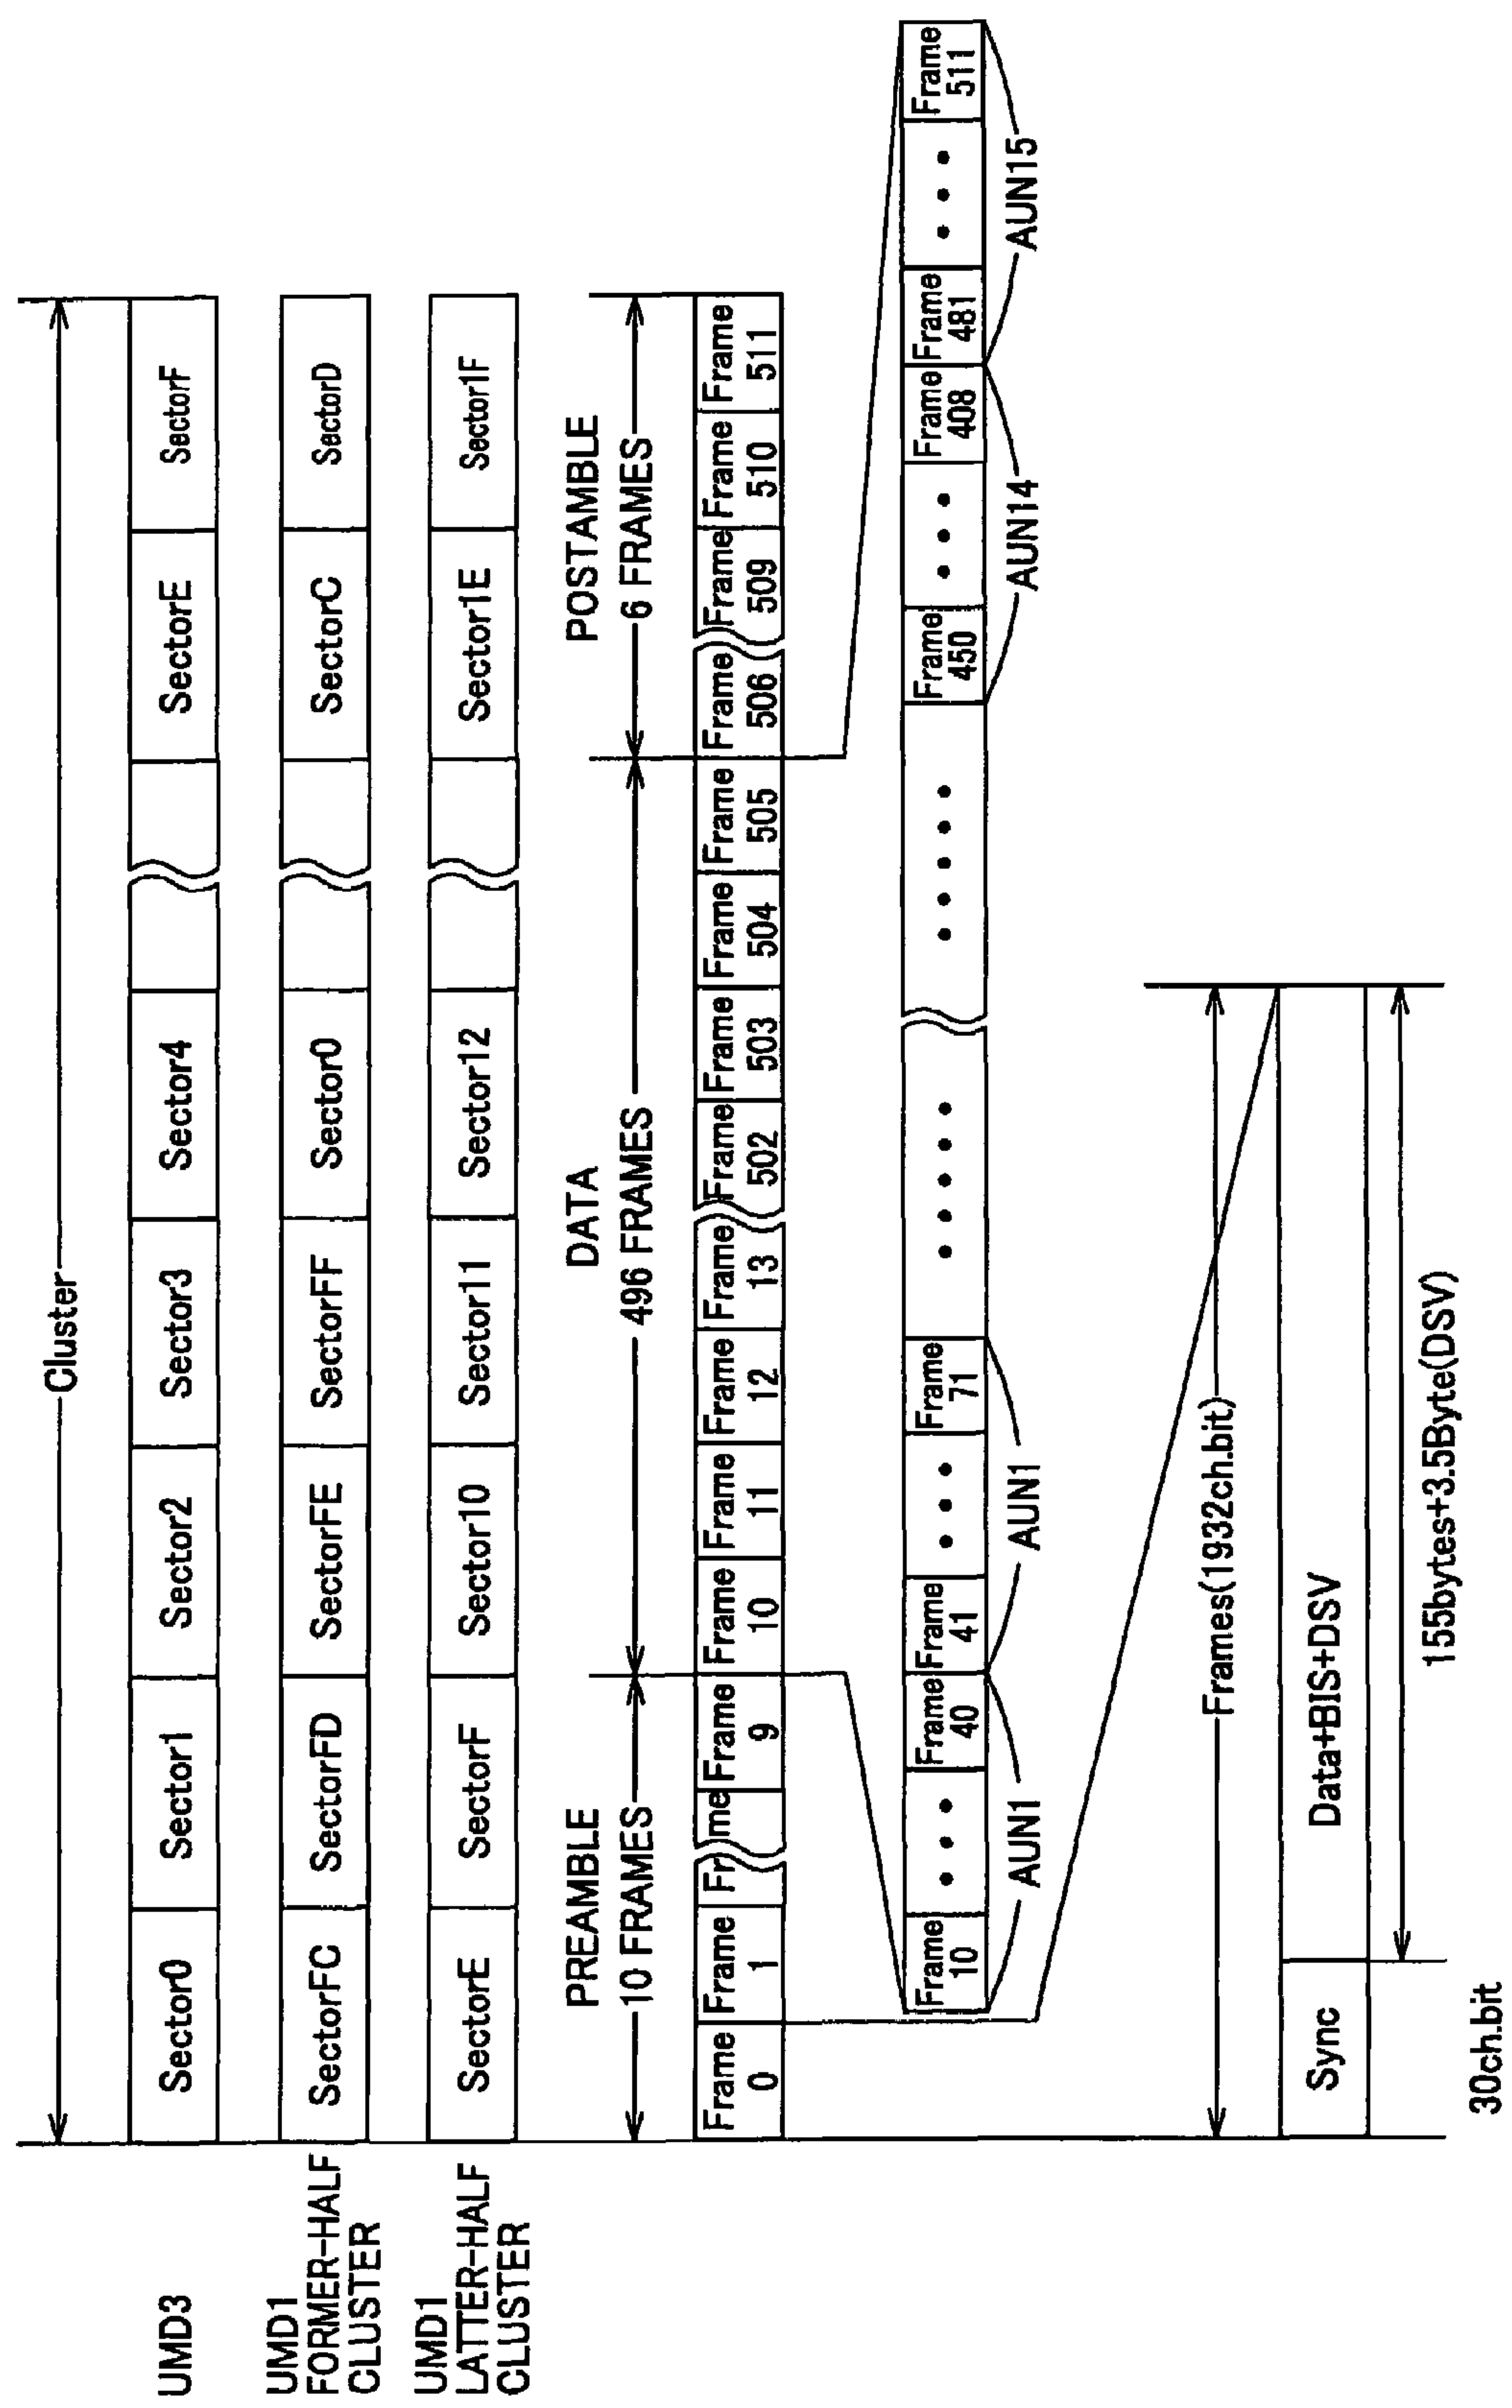 Cluster
UMD3
Sector0 Sector1 Sector2 Sector3 Sector4 SectorE SectorF
UMD1
FORMER-HALF
CLUSTER
SectorFC SectorFD SectorFE SectorFF Sector0 SectorC SectorD
UMD1
LATTER-HALF
CLUSTER
SectorE SectorF Sector10 Sector11 Sector12 Sector1E Sector1F
PREAMBLE DATA POSTAMBLE
10 FRAMES 496 FRAMES 6 FRAMES
Frame Frame Fr me Frame Frame Frame Frame Frame Frame Frame Frame Frame Frame Frame Frame Frame
0 1 9 10 11 12 13 502 503 504 505 506 509 510 511
Frame Frame Frame Frame Frame Frame Frame Frame
10 40 41 71 450 408 481 511
AUN1 AUN1 AUN14 AUN15
Frames(1932ch.bit)
Sync Data+BIS+DSV
155bytes+3.5Byte(DSV)
30ch.bit